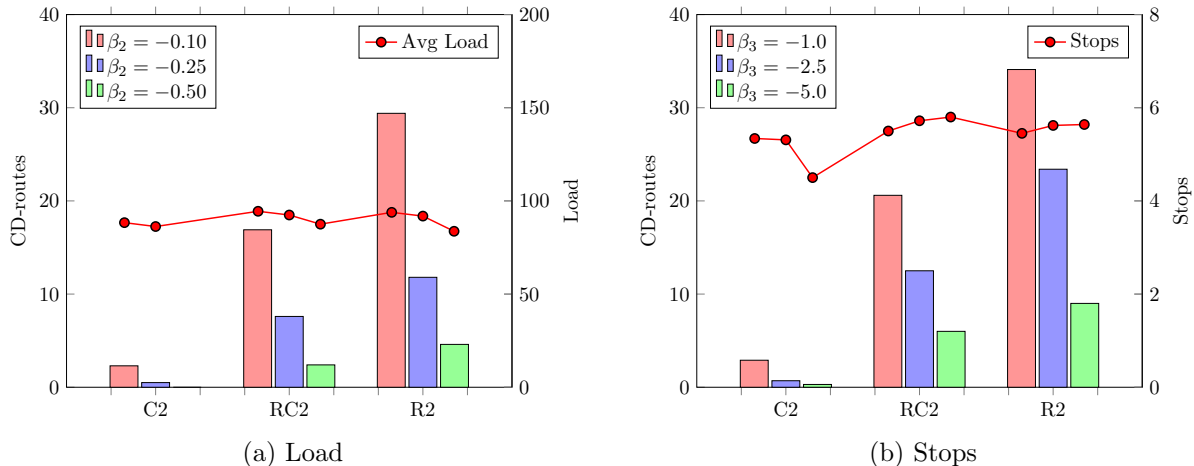 40
30
20
10
0
CD-routes
β₂ = −0.10
β₂ = −0.25
β₂ = −0.50
Avg Load
200
150
100
50
0
Load
C2
RC2
R2
(a) Load
40
30
20
10
0
CD-routes
β₃ = −1.0
β₃ = −2.5
β₃ = −5.0
Stops
8
6
4
2
0
Stops
C2
RC2
R2
(b) Stops